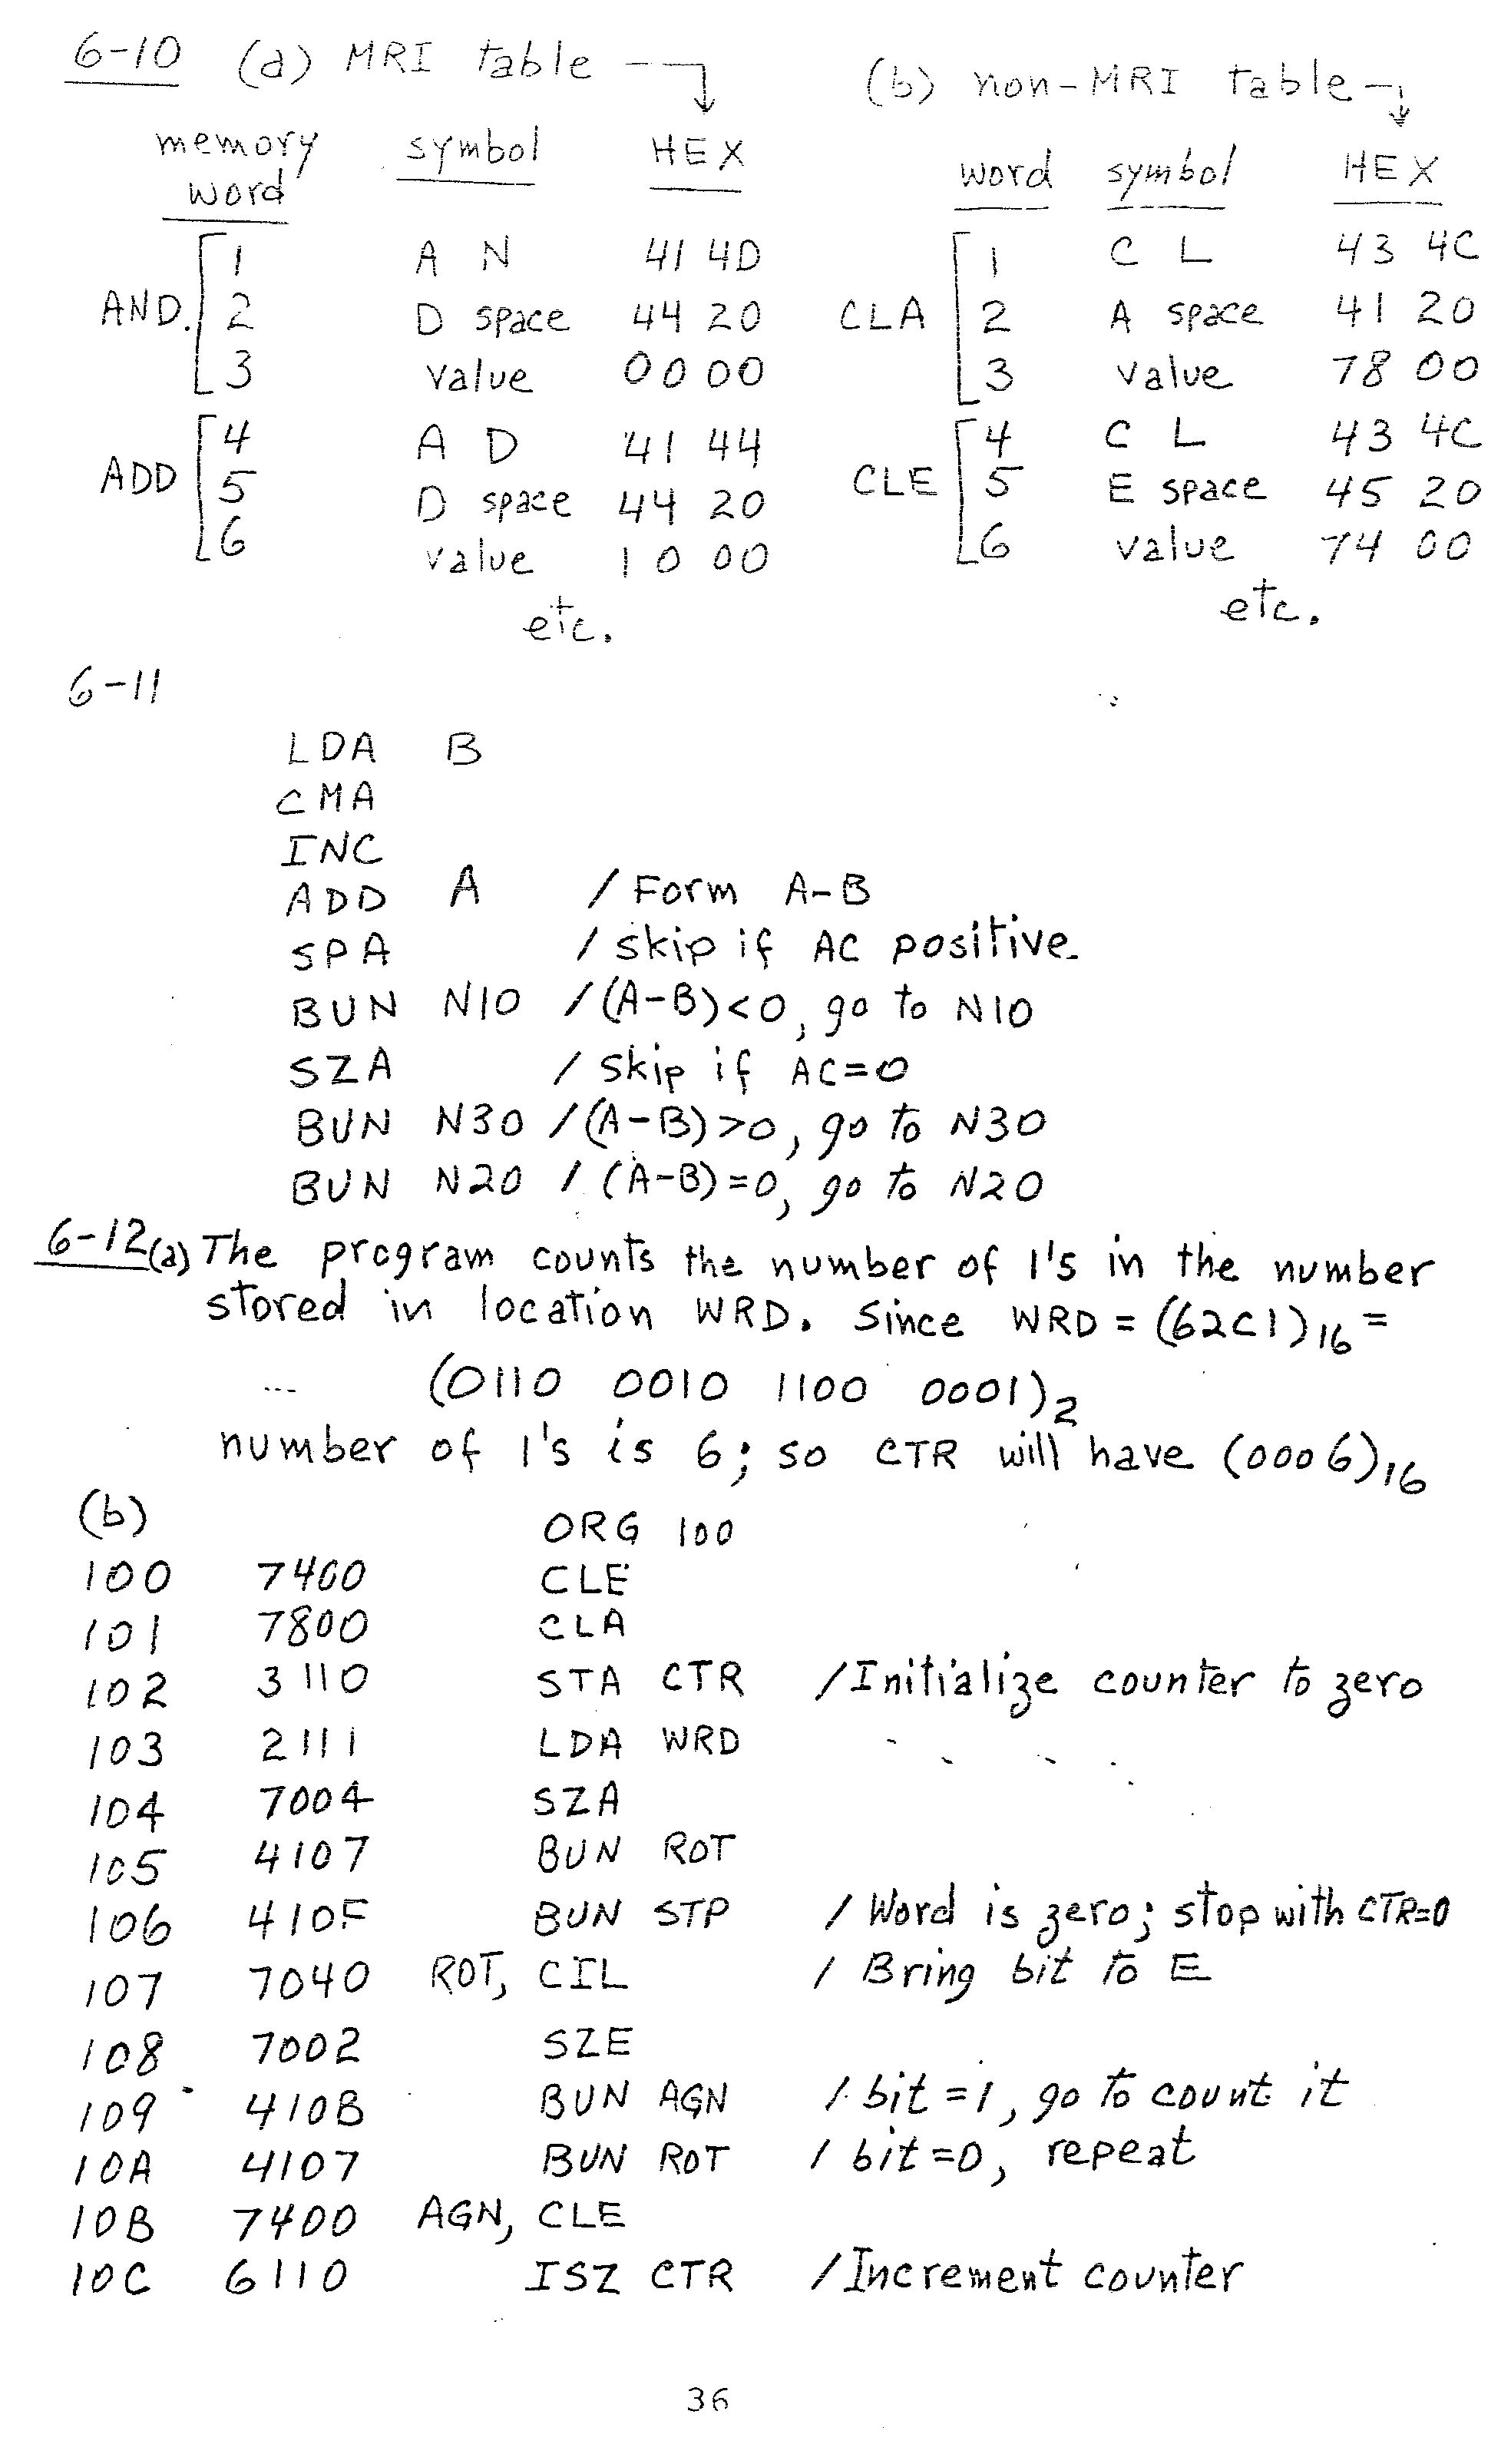 6-10 (a) MRI table
memory word symbol HEX
AND. 1 A N 41 4D
2 D space 44 20
3 value 00 00
ADD 4 A D 41 44
5 D space 44 20
6 value 10 00
etc.
(b) non-MRI table
word symbol HEX
CLA 1 C L 43 4C
2 A space 41 20
3 value 78 00
CLE 4 C L 43 4C
5 E space 45 20
6 value 74 00
etc.
6-11
LDA B
CMA
INC
ADD A / Form A-B
SPA / skip if AC positive
BUN N10 /(A-B)<0, go to N10
SZA / skip if AC=0
BUN N30 /(A-B)>0, go to N30
BUN N20 / (A-B)=0, go to N20
6-12 (a) The program counts the number of 1's in the number
stored in location WRD. Since WRD = (62C1)16 =
(0110 0010 1100 0001)2
number of 1's is 6; so CTR will have (0006)16
(b) ORG 100
100 7400 CLE
101 7800 CLA
102 3110 STA CTR /Initialize counter to zero
103 2111 LDA WRD
104 7004 SZA
105 4107 BUN ROT
106 410F BUN STP / Word is zero; stop with CTR=0
107 7040 ROT, CIL / Bring bit to E
108 7002 SZE
109 410B BUN AGN / bit=1, go to count it
10A 4107 BUN ROT / bit=0, repeat
10B 7400 AGN, CLE
10C 6110 ISZ CTR /Increment counter
36